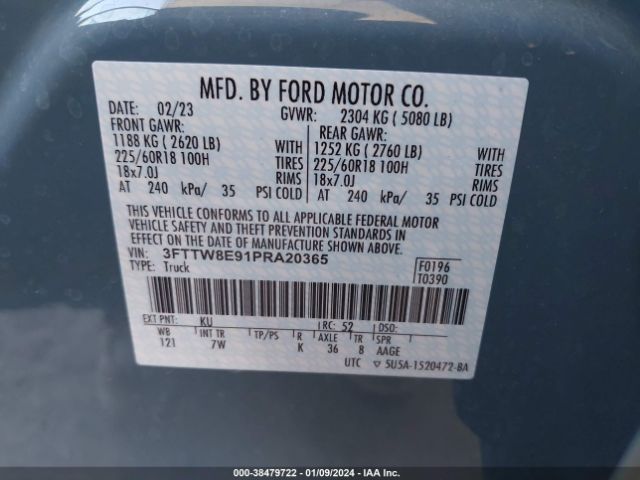 MFD. BY FORD MOTOR CO.
DATE: 02/23 GVWR: 2304 KG ( 5080 LB)
FRONT GAWR: REAR GAWR:
1188 KG ( 2620 LB) WITH 1252 KG ( 2760 LB) WITH
225/60R18 100H TIRES 225/60R18 100H TIRES
18x7.0J RIMS 18x7.0J RIMS
AT 240 kPa/ 35 PSI COLD AT 240 kPa/ 35 PSI COLD
THIS VEHICLE CONFORMS TO ALL APPLICABLE FEDERAL MOTOR
VEHICLE SAFETY AND THEFT PREVENTION STANDARDS IN
EFFECT ON THE DATE OF MANUFACTURE SHOWN ABOVE.
VIN: 3FTTW8E91PRA20365 F0196
TYPE: Truck T0390
EXT PNT: KU RC: 52 DSO:
WB INT TR TP/PS R AXLE TR SPR
121 7W K 36 8 AAGE
UTC ▽ 5U5A-1520472-BA
000-38479722 - 01/09/2024 - IAA Inc.